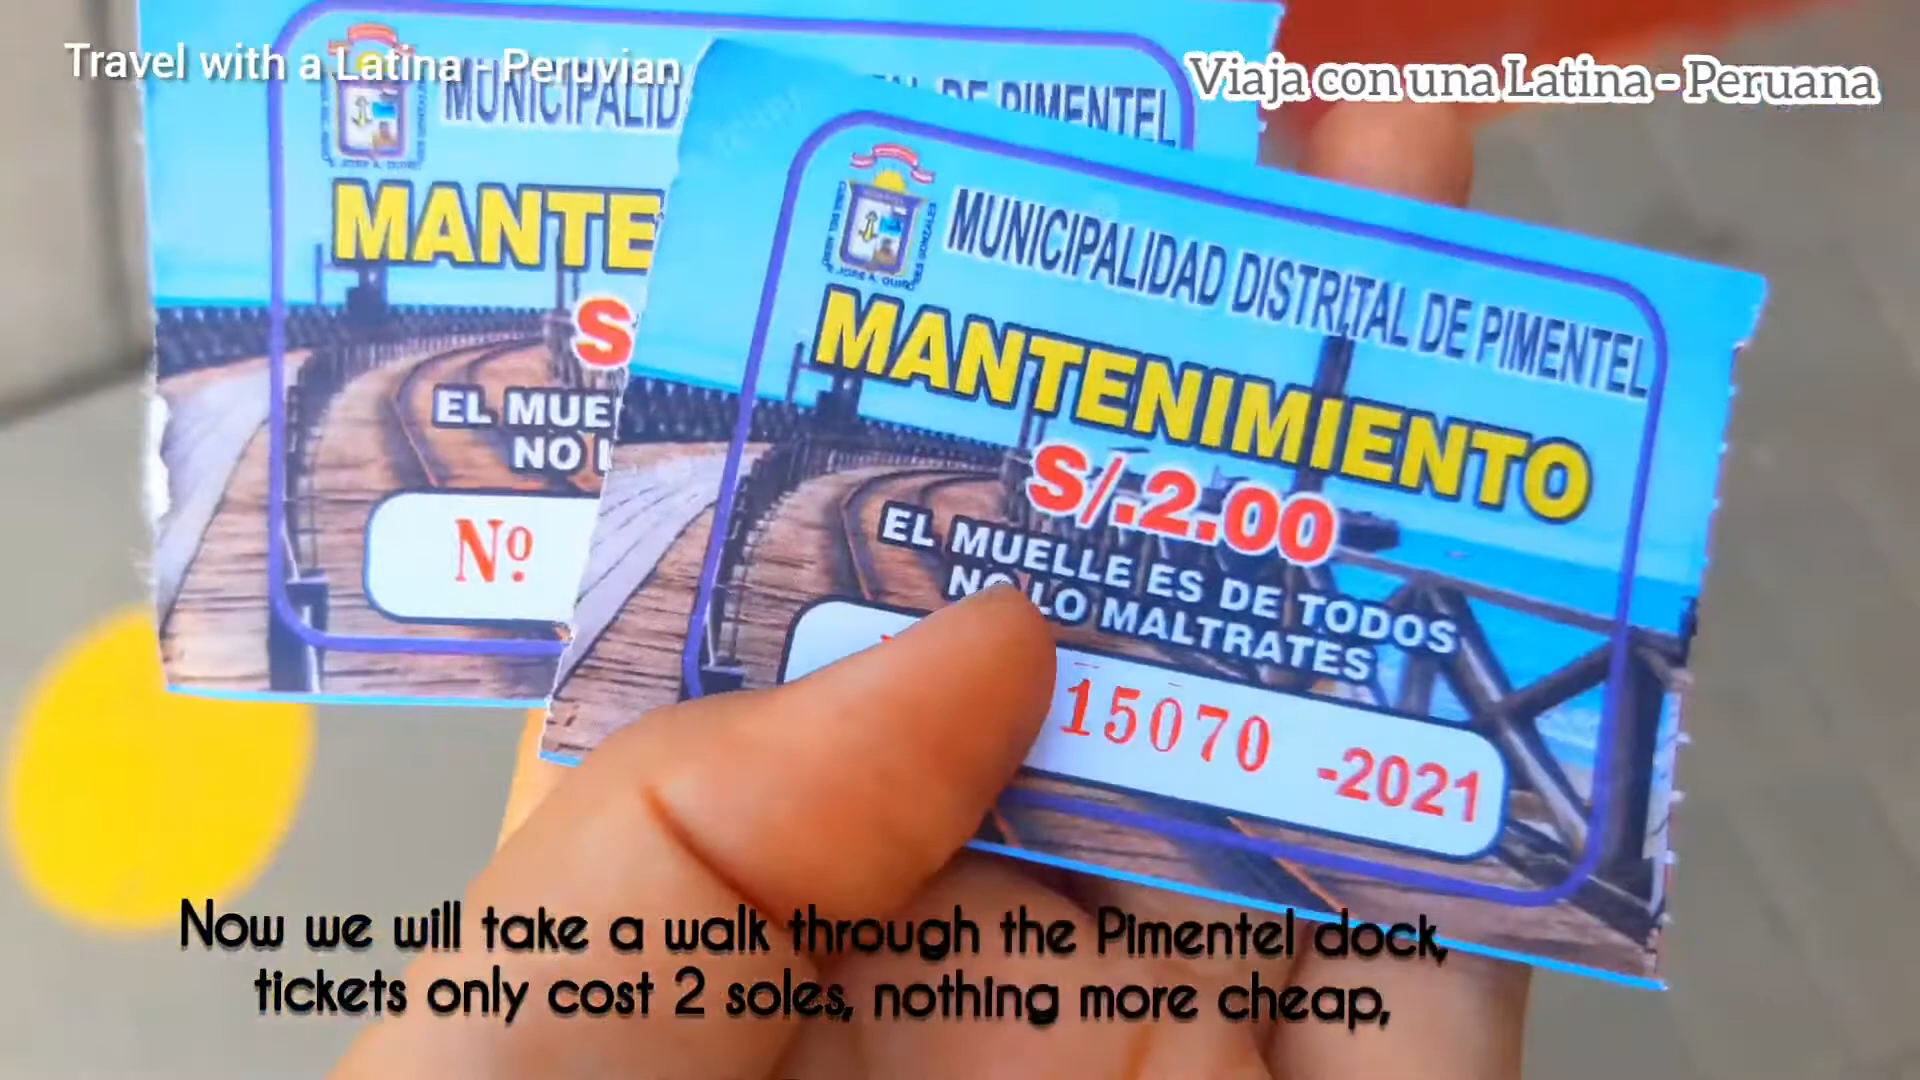 Travel with a Latina - Peruvian
Viaja con una Latina - Peruana
MUNICIPALID
DE PIMENTEL
MANTE
S
EL MUE
NO
Nº
MUNICIPALIDAD DISTRITAL DE PIMENTEL
MANTENIMIENTO
S/.2.00
EL MUELLE ES DE TODOS
NO LO MALTRATES
15070 -2021
Now we will take a walk through the Pimentel dock,
tickets only cost 2 soles, nothing more cheap,